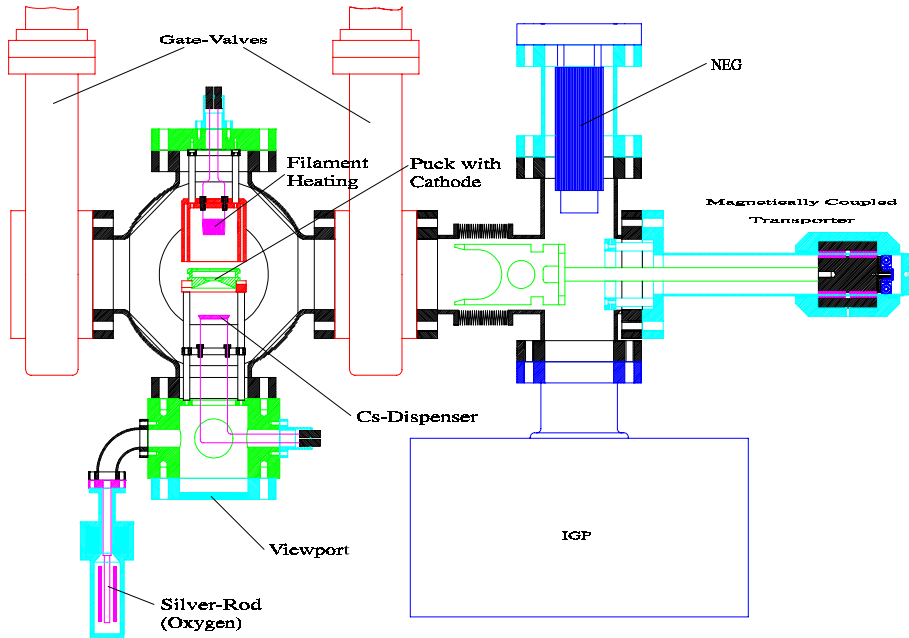 Gate-Valves
NEG
Filament
Heating
Puck with
Cathode
Magnetically Coupled
Transporter
Cs-Dispenser
Viewport
IGP
Silver-Rod
(Oxygen)